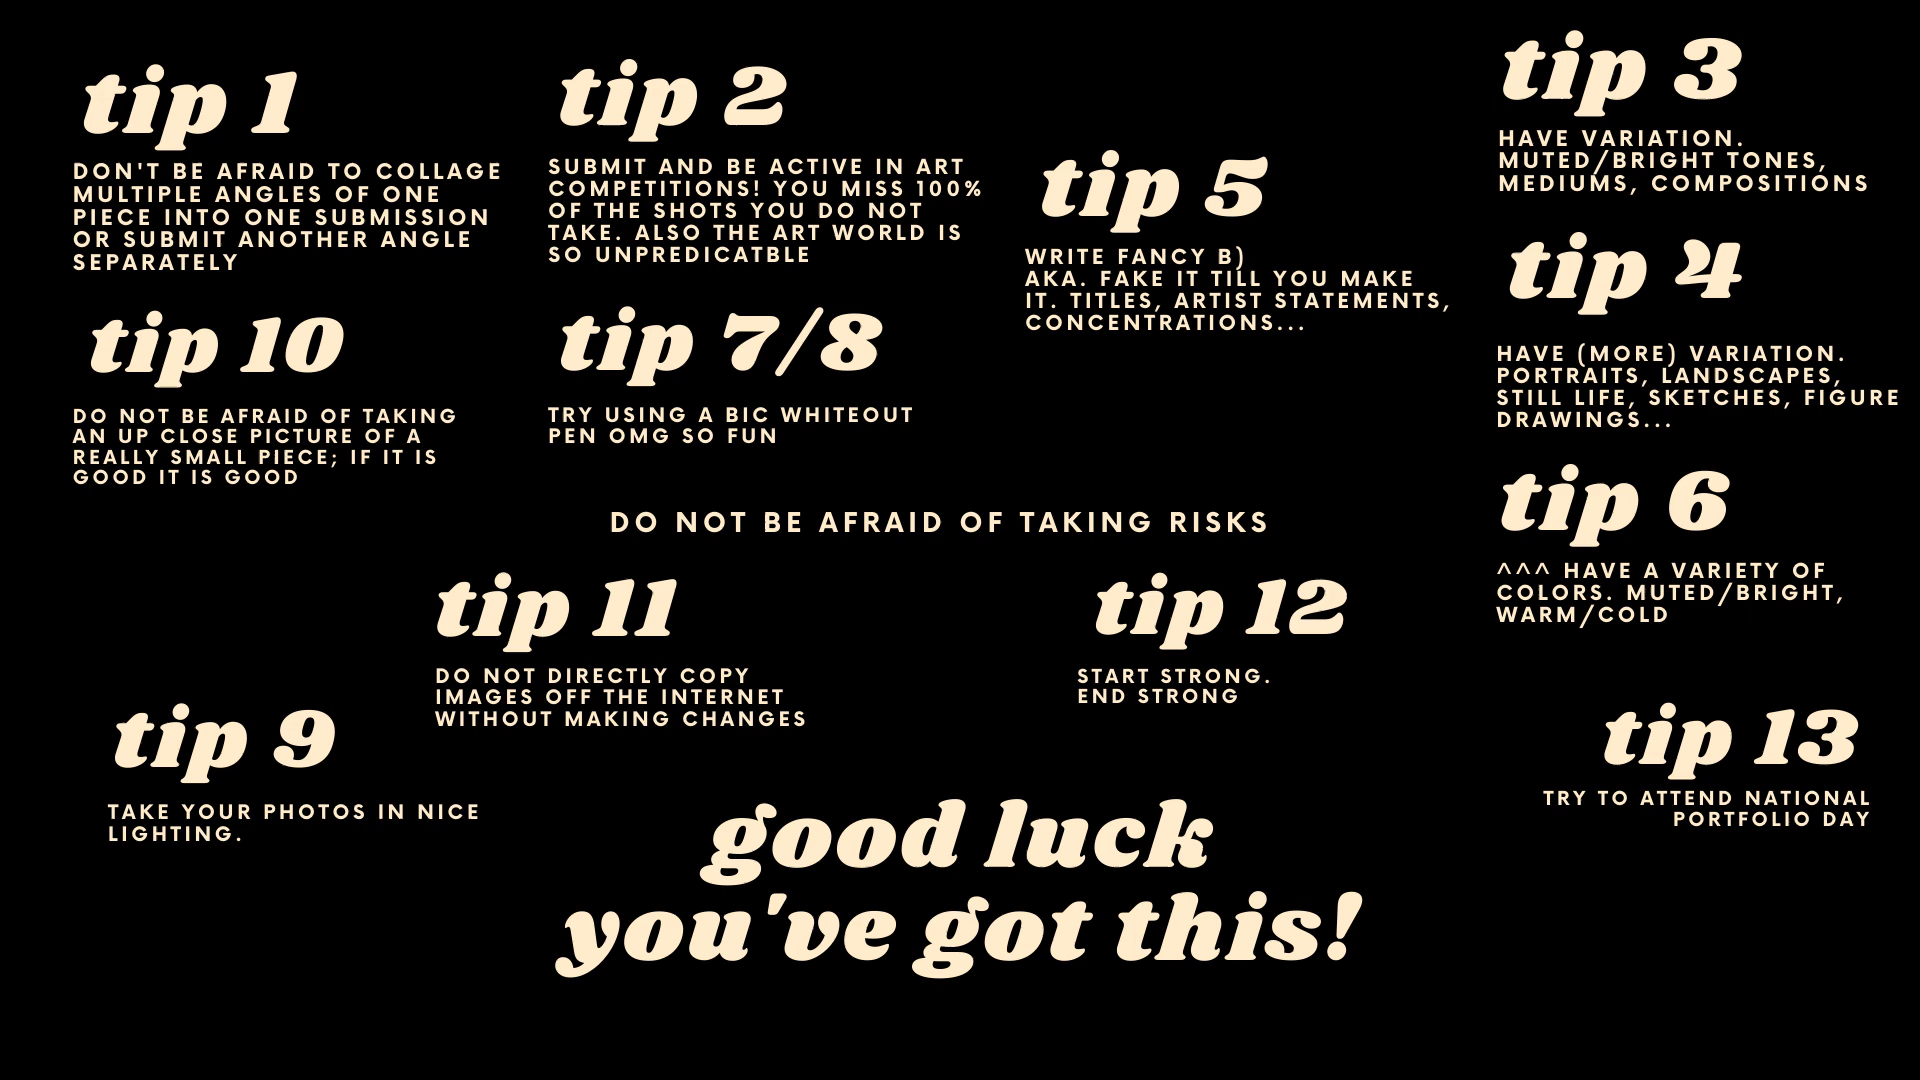 tip 1
DON'T BE AFRAID TO COLLAGE
MULTIPLE ANGLES OF ONE
PIECE INTO ONE SUBMISSION
OR SUBMIT ANOTHER ANGLE
SEPARATELY
tip 2
SUBMIT AND BE ACTIVE IN ART
COMPETITIONS! YOU MISS 100%
OF THE SHOTS YOU DO NOT
TAKE. ALSO THE ART WORLD IS
SO UNPREDICATBLE
tip 3
HAVE VARIATION.
MUTED/BRIGHT TONES,
MEDIUMS, COMPOSITIONS
tip 5
WRITE FANCY B)
AKA. FAKE IT TILL YOU MAKE
IT. TITLES, ARTIST STATEMENTS,
CONCENTRATIONS...
tip 4
HAVE (MORE) VARIATION.
PORTRAITS, LANDSCAPES,
STILL LIFE, SKETCHES, FIGURE
DRAWINGS...
tip 10
DO NOT BE AFRAID OF TAKING
AN UP CLOSE PICTURE OF A
REALLY SMALL PIECE; IF IT IS
GOOD IT IS GOOD
tip 7/8
TRY USING A BIC WHITEOUT
PEN OMG SO FUN
tip 6
^^^ HAVE A VARIETY OF
COLORS. MUTED/BRIGHT,
WARM/COLD
DO NOT BE AFRAID OF TAKING RISKS
tip 11
DO NOT DIRECTLY COPY
IMAGES OFF THE INTERNET
WITHOUT MAKING CHANGES
tip 12
START STRONG.
END STRONG
tip 9
TAKE YOUR PHOTOS IN NICE
LIGHTING.
tip 13
TRY TO ATTEND NATIONAL
PORTFOLIO DAY
good luck
you've got this!